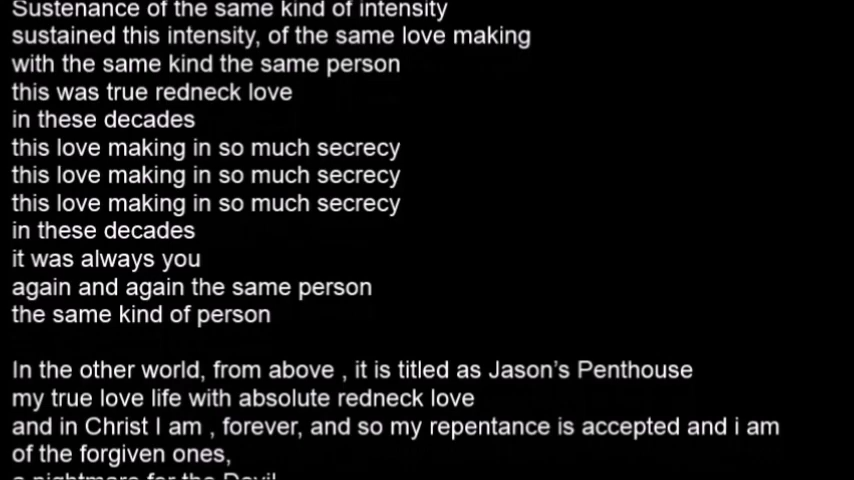 Sustenance of the same kind of intensity
sustained this intensity, of the same love making
with the same kind the same person
this was true redneck love
in these decades
this love making in so much secrecy
this love making in so much secrecy
this love making in so much secrecy
in these decades
it was always you
again and again the same person
the same kind of person
In the other world, from above , it is titled as Jason’s Penthouse
my true love life with absolute redneck love
and in Christ I am , forever, and so my repentance is accepted and i am
of the forgiven ones,
a nightmare for the Devil